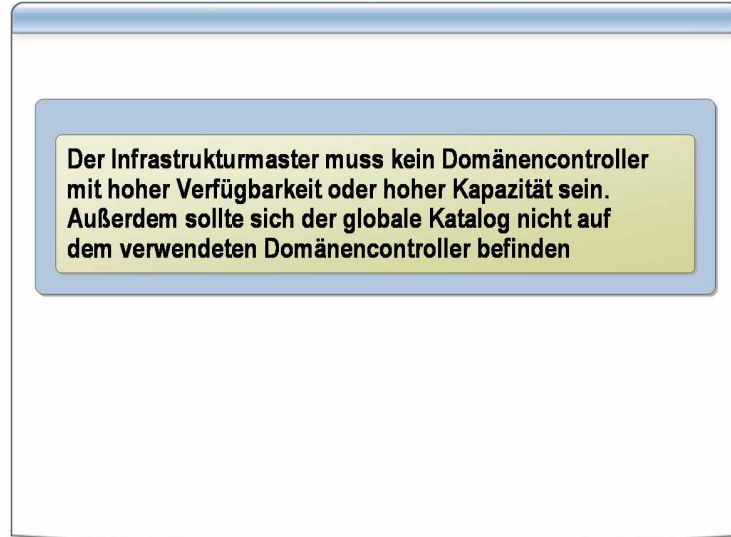 Der Infrastrukturmaster muss kein Domänencontroller
mit hoher Verfügbarkeit oder hoher Kapazität sein.
Außerdem sollte sich der globale Katalog nicht auf
dem verwendeten Domänencontroller befinden